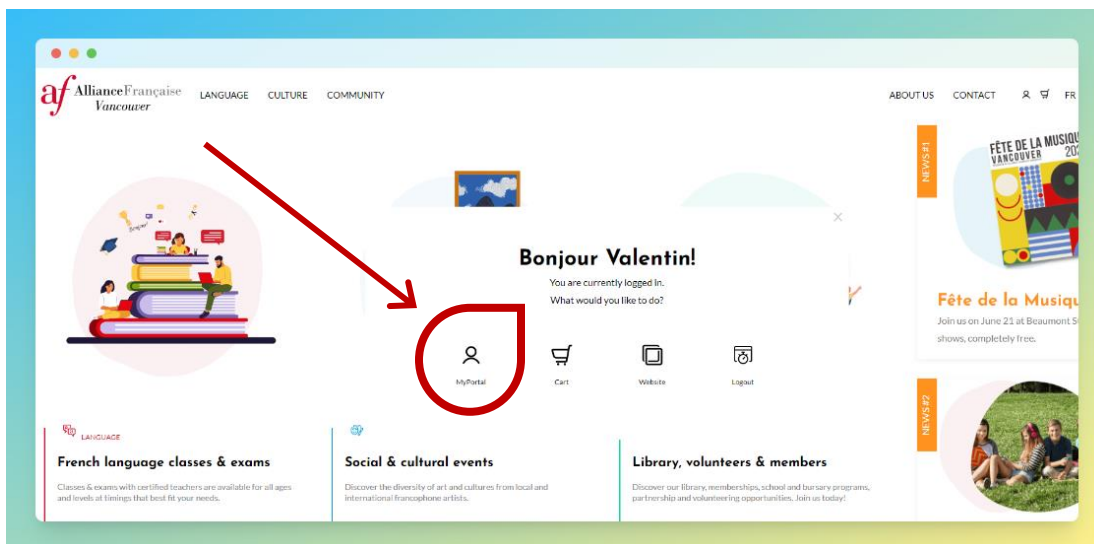 af AllianceFrançaise
Vancouver
LANGUAGE CULTURE COMMUNITY
ABOUT US CONTACT FR
Bonjour!
NEWS #1
FÊTE DE LA MUSIQU
VANCOUVER 202
Bonjour Valentin!
You are currently logged in.
What would you like to do?
MyPortal Cart Website Logout
Fête de la Musiqu
Join us on June 21 at Beaumont S
shows, completely free.
NEWS #2
LANGUAGE
French language classes & exams
Classes & exams with certified teachers are available for all ages
and levels at timings that best fit your needs.
Social & cultural events
Discover the diversity of art and cultures from local and
international francophone artists.
Library, volunteers & members
Discover our library, memberships, school and bursary programs,
partnership and volunteering opportunities. Join us today!